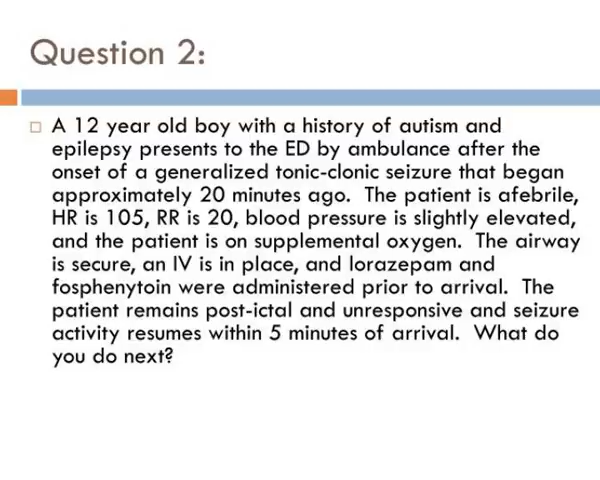 Question 2:
A 12 year old boy with a history of autism and
epilepsy presents to the ED by ambulance after the
onset of a generalized tonic-clonic seizure that began
approximately 20 minutes ago. The patient is afebrile,
HR is 105, RR is 20, blood pressure is slightly elevated,
and the patient is on supplemental oxygen. The airway
is secure, an IV is in place, and lorazepam and
fosphenytoin were administered prior to arrival. The
patient remains post-ictal and unresponsive and seizure
activity resumes within 5 minutes of arrival. What do
you do next?